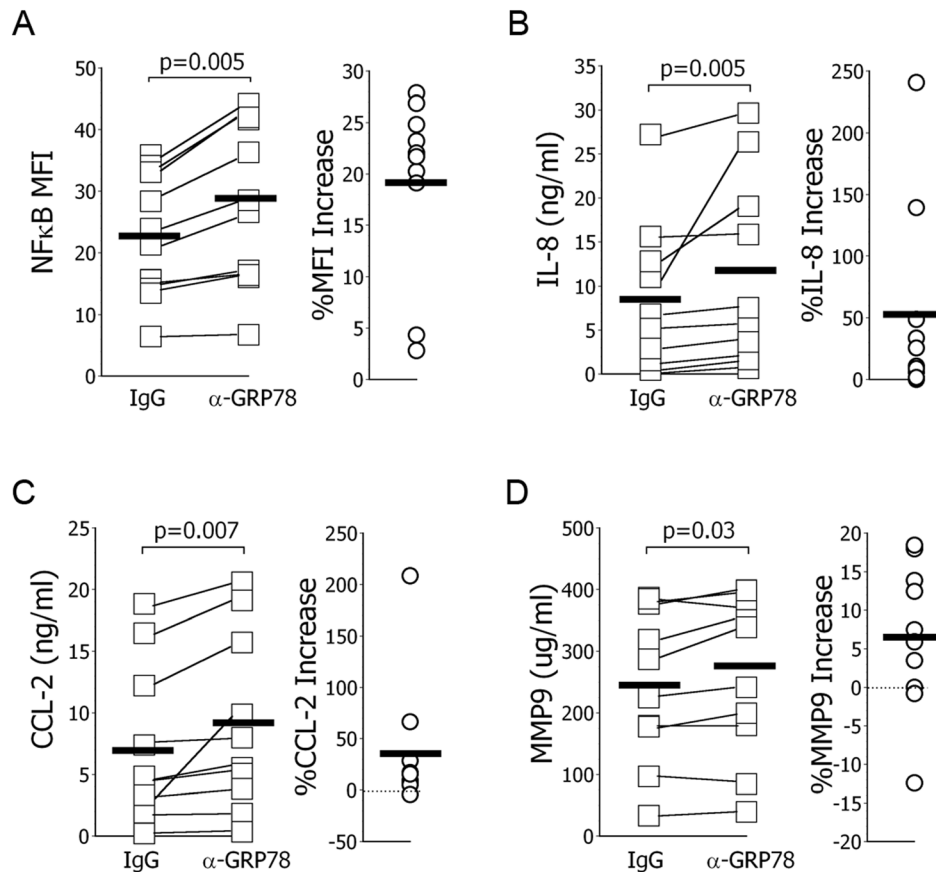 A
p=0.005
NFκB MFI
50
40
30
20
10
0
IgG
α-GRP78
%MFI Increase
30
25
20
15
10
5
0
B
p=0.005
IL-8 (ng/ml)
35
30
25
20
15
10
5
0
IgG
α-GRP78
%IL-8 Increase
250
200
150
100
50
0
C
p=0.007
CCL-2 (ng/ml)
25
20
15
10
5
0
IgG
α-GRP78
%CCL-2 Increase
250
200
150
100
50
0
-50
D
p=0.03
MMP9 (ug/ml)
500
400
300
200
100
0
IgG
α-GRP78
%MMP9 Increase
20
15
10
5
0
-5
-10
-15
-20